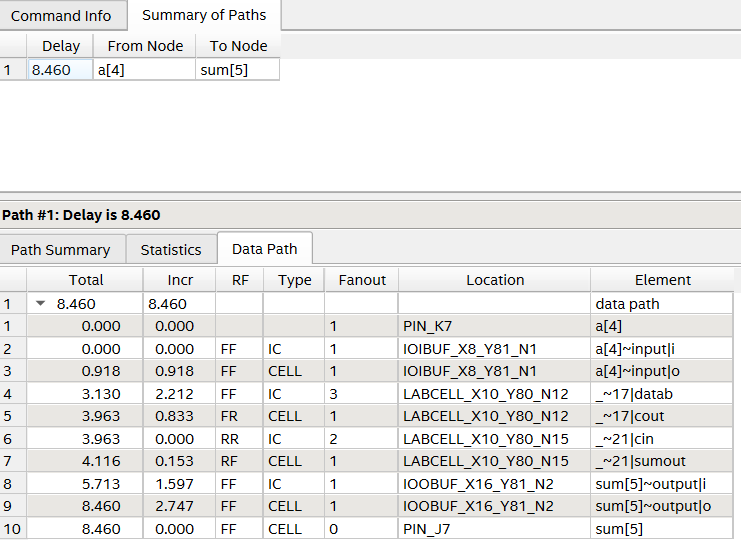 Command Info Summary of Paths
Delay From Node To Node
1 8.460 a[4] sum[5]
Path #1: Delay is 8.460
Path Summary Statistics Data Path
Total Incr RF Type Fanout Location Element
1 8.460 8.460 data path
1 0.000 0.000 1 PIN_K7 a[4]
2 0.000 0.000 FF IC 1 IOIBUF_X8_Y81_N1 a[4]~input|i
3 0.918 0.918 FF CELL 1 IOIBUF_X8_Y81_N1 a[4]~input|o
4 3.130 2.212 FF IC 3 LABCELL_X10_Y80_N12 _~17|datab
5 3.963 0.833 FR CELL 1 LABCELL_X10_Y80_N12 _~17|cout
6 3.963 0.000 RR IC 2 LABCELL_X10_Y80_N15 _~21|cin
7 4.116 0.153 RF CELL 1 LABCELL_X10_Y80_N15 _~21|sumout
8 5.713 1.597 FF IC 1 IOOBUF_X16_Y81_N2 sum[5]~output|i
9 8.460 2.747 FF CELL 1 IOOBUF_X16_Y81_N2 sum[5]~output|o
10 8.460 0.000 FF CELL 0 PIN_J7 sum[5]